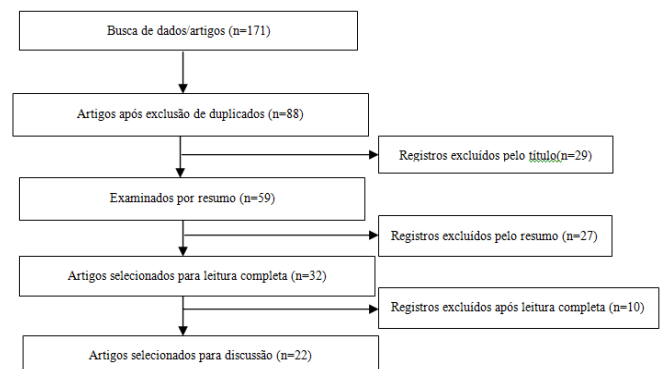 Busca de dados/artigos (n=171)
Artigos após exclusão de duplicados (n=88)
Registros excluídos pelo título(n=29)
Examinados por resumo (n=59)
Registros excluídos pelo resumo (n=27)
Artigos selecionados para leitura completa (n=32)
Registros excluídos após leitura completa (n=10)
Artigos selecionados para discussão (n=22)